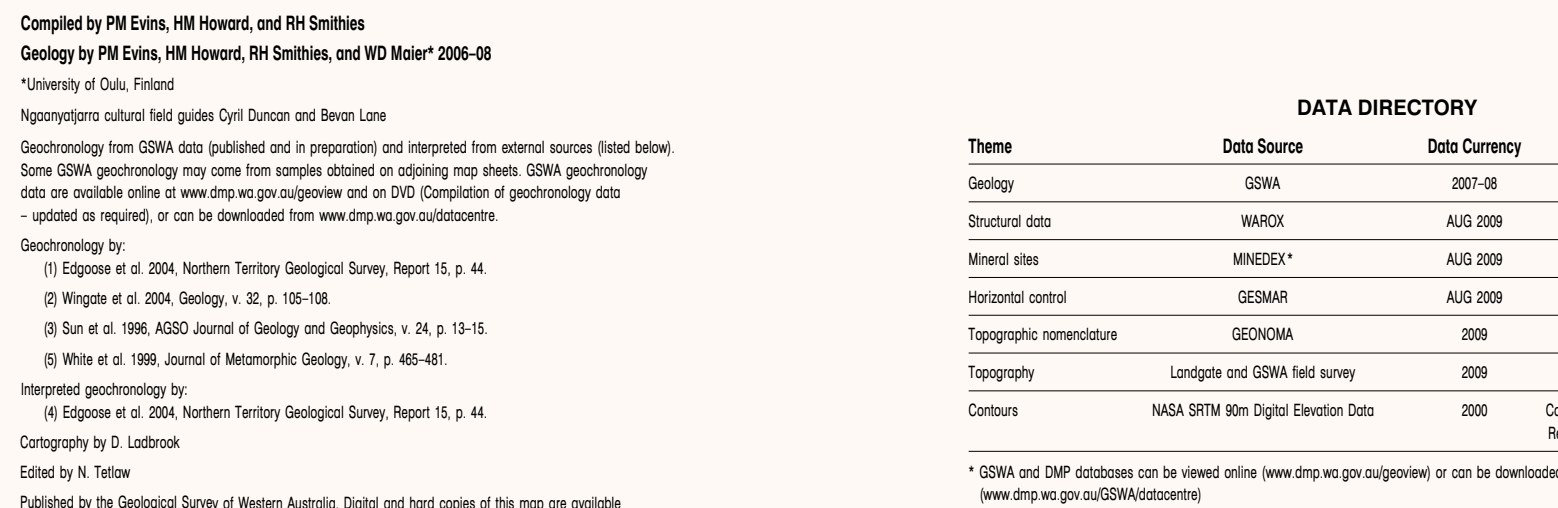 Compiled by PM Evins, HM Howard, and RH Smithies
Geology by PM Evins, HM Howard, RH Smithies, and WD Maier* 2006–08
*University of Oulu, Finland
Ngaanyatjarra cultural field guides Cyril Duncan and Bevan Lane
Geochronology from GSWA data (published and in preparation) and interpreted from external sources (listed below).
Some GSWA geochronology may come from samples obtained on adjoining map sheets. GSWA geochronology
data are available online at www.dmp.wa.gov.au/geoview and on DVD (Compilation of geochronology data
– updated as required), or can be downloaded from www.dmp.wa.gov.au/datacentre.
Geochronology by:
(1) Edgoose et al. 2004, Northern Territory Geological Survey, Report 15, p. 44.
(2) Wingate et al. 2004, Geology, v. 32, p. 105–108.
(3) Sun et al. 1996, AGSO Journal of Geology and Geophysics, v. 24, p. 13–15.
(5) White et al. 1999, Journal of Metamorphic Geology, v. 7, p. 465–481.
Interpreted geochronology by:
(4) Edgoose et al. 2004, Northern Territory Geological Survey, Report 15, p. 44.
Cartography by D. Ladbrook
Edited by N. Tetlaw
Published by the Geological Survey of Western Australia. Digital and hard copies of this map are available
DATA DIRECTORY
Theme Data Source Data Currency
Geology GSWA 2007–08
Structural data WAROX AUG 2009
Mineral sites MINEDEX* AUG 2009
Horizontal control GESMAR AUG 2009
Topographic nomenclature GEONOMA 2009
Topography Landgate and GSWA field survey 2009
Contours NASA SRTM 90m Digital Elevation Data 2000
* GSWA and DMP databases can be viewed online (www.dmp.wa.gov.au/geoview) or can be downloaded
(www.dmp.wa.gov.au/GSWA/datacentre)